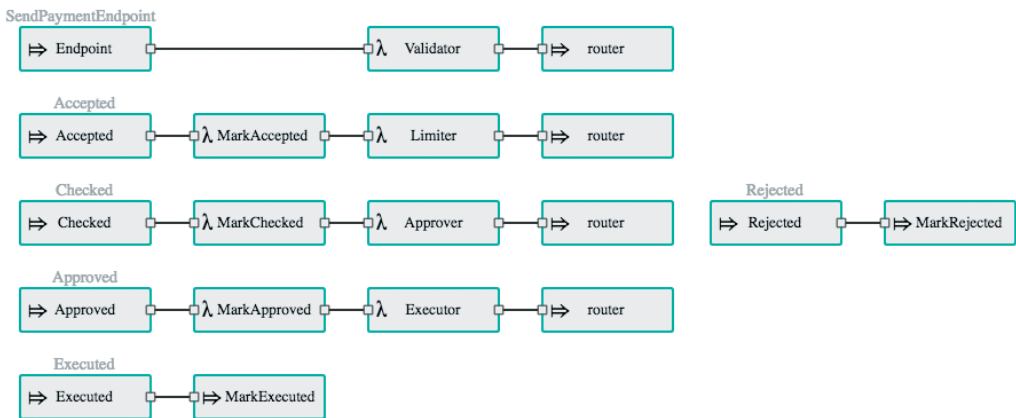 SendPaymentEndpoint
Endpoint λ Validator router
Accepted
Accepted λ MarkAccepted λ Limiter router
Checked
Checked λ MarkChecked λ Approver router
Rejected
Rejected MarkRejected
Approved
Approved λ MarkApproved λ Executor router
Executed
Executed MarkExecuted